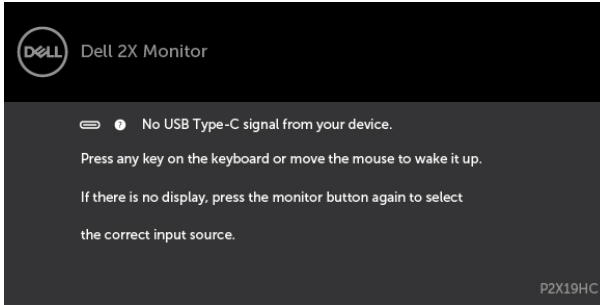 DELL
Dell 2X Monitor
? No USB Type-C signal from your device.
Press any key on the keyboard or move the mouse to wake it up.
If there is no display, press the monitor button again to select
the correct input source.
P2X19HC